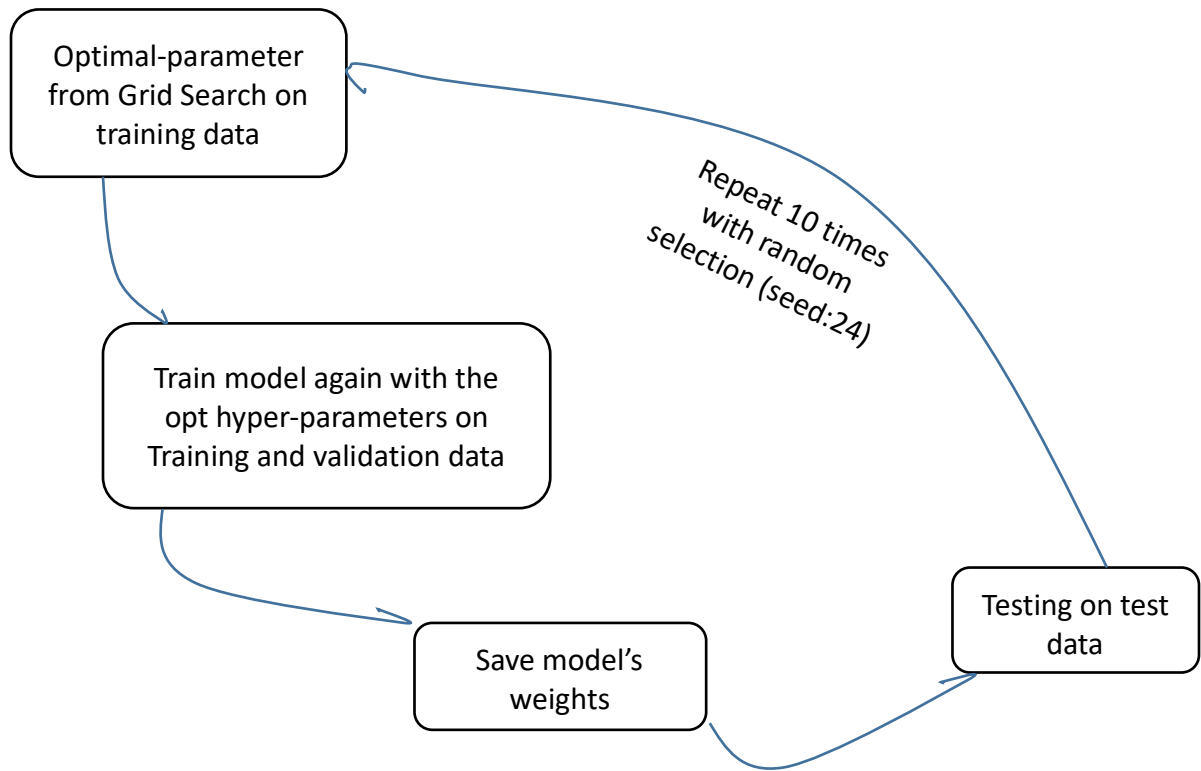 Optimal-parameter
from Grid Search on
training data
Repeat 10 times
with random
selection (seed:24)
Train model again with the
opt hyper-parameters on
Training and validation data
Testing on test
data
Save model’s
weights